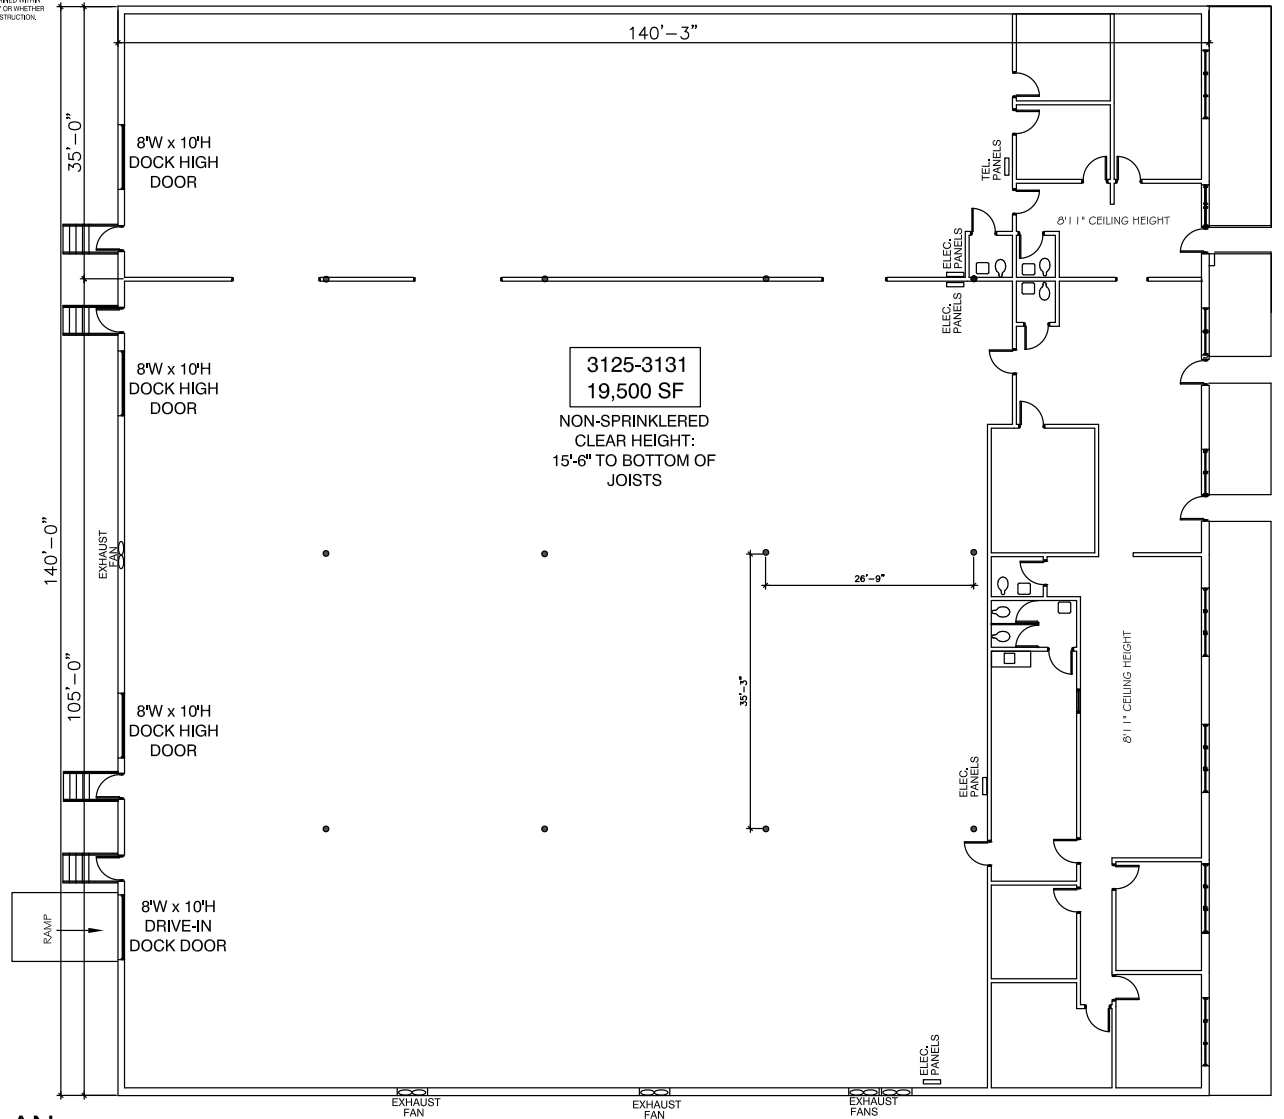 OR WHETHER
STRUCTION.
140'-3"
35'-0"
8'W x 10'H
DOCK HIGH
DOOR
TEL.
PANELS
8'11" CEILING HEIGHT
ELEC.
PANELS
ELEC.
PANELS
3125-3131
19,500 SF
NON-SPRINKLERED
CLEAR HEIGHT:
15'-6" TO BOTTOM OF
JOISTS
8'W x 10'H
DOCK HIGH
DOOR
140'-0"
EXHAUST
FAN
26'-9"
105'-0"
35'-3"
8'11" CEILING HEIGHT
8'W x 10'H
DOCK HIGH
DOOR
ELEC.
PANELS
RAMP
8'W x 10'H
DRIVE-IN
DOCK DOOR
ELEC.
PANELS
EXHAUST
FAN
EXHAUST
FAN
EXHAUST
FANS